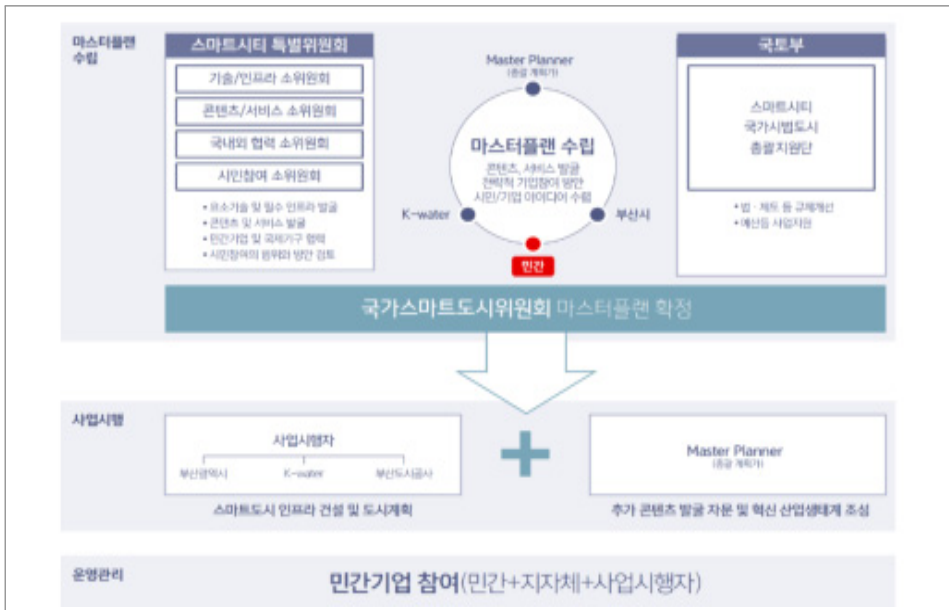 마스터플랜
수립
스마트시티 특별위원회
기술/인프라 소위원회
콘텐츠/서비스 소위원회
국내외 협력 소위원회
시민참여 소위원회
• 요소기술 및 필수 인프라 발굴
• 콘텐츠 및 서비스 발굴
• 민간기업 및 국제기구 협력
• 시민참여의 범위와 방안 검토
Master Planner
(총괄 계획가)
마스터플랜 수립
콘텐츠, 서비스 발굴
전략적 기업참여 방안
시민/기업 아이디어 수렴
K-water
부산시
민간
국토부
스마트시티
국가시범도시
총괄지원단
• 법·제도 등 규제개선
• 예산등 사업지원
국가스마트도시위원회 마스터플랜 확정
사업시행
사업시행자
부산광역시
K-water
부산도시공사
스마트도시 인프라 건설 및 도시계획
+
Master Planner
(총괄 계획가)
추가 콘텐츠 발굴 자문 및 혁신 산업생태계 조성
운영관리
민간기업 참여(민간+지자체+사업시행자)